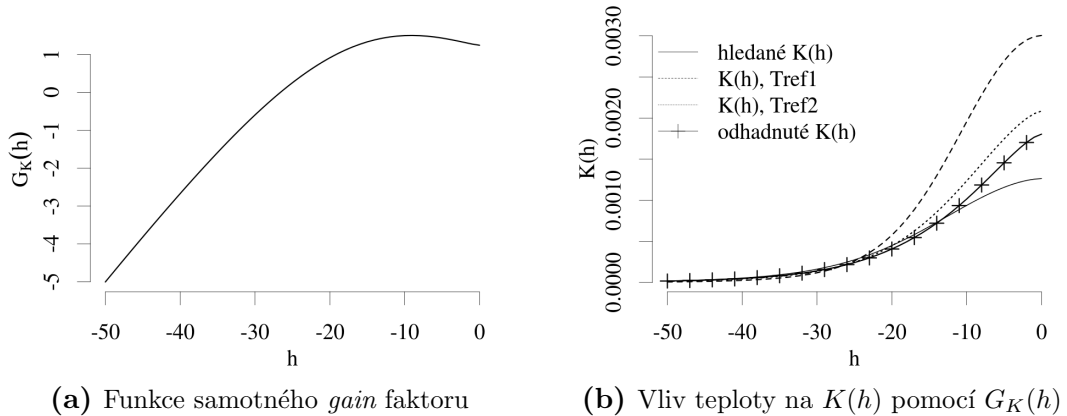 1
0
-1
-2
-3
-4
-5
G_K(h)
-50 -40 -30 -20 -10 0
h
(a) Funkce samotného gain faktoru
0.0030
0.0020
0.0010
0.0000
K(h)
hledané K(h)
K(h), Tref1
K(h), Tref2
odhadnuté K(h)
-50 -40 -30 -20 -10 0
h
(b) Vliv teploty na K(h) pomocí G_K(h)